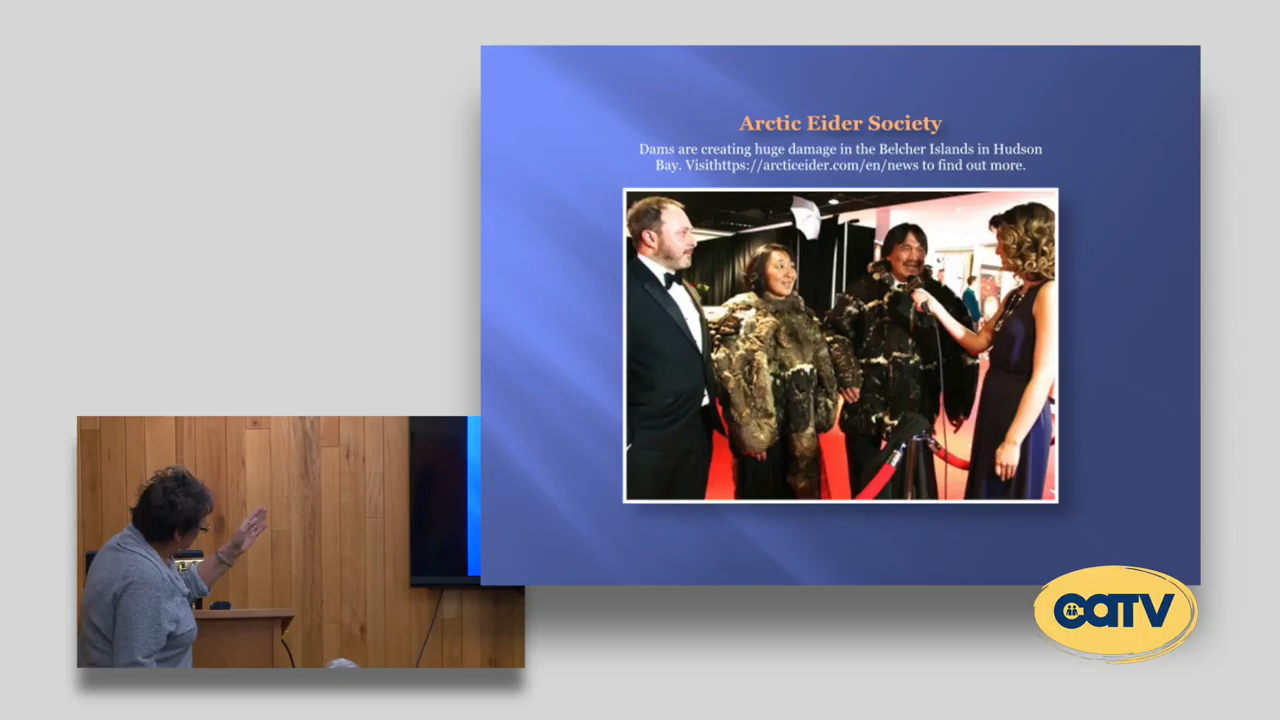 Arctic Eider Society
Dams are creating huge damage in the Belcher Islands in Hudson
Bay. Visithttps://arcticeider.com/en/news to find out more.
CATV